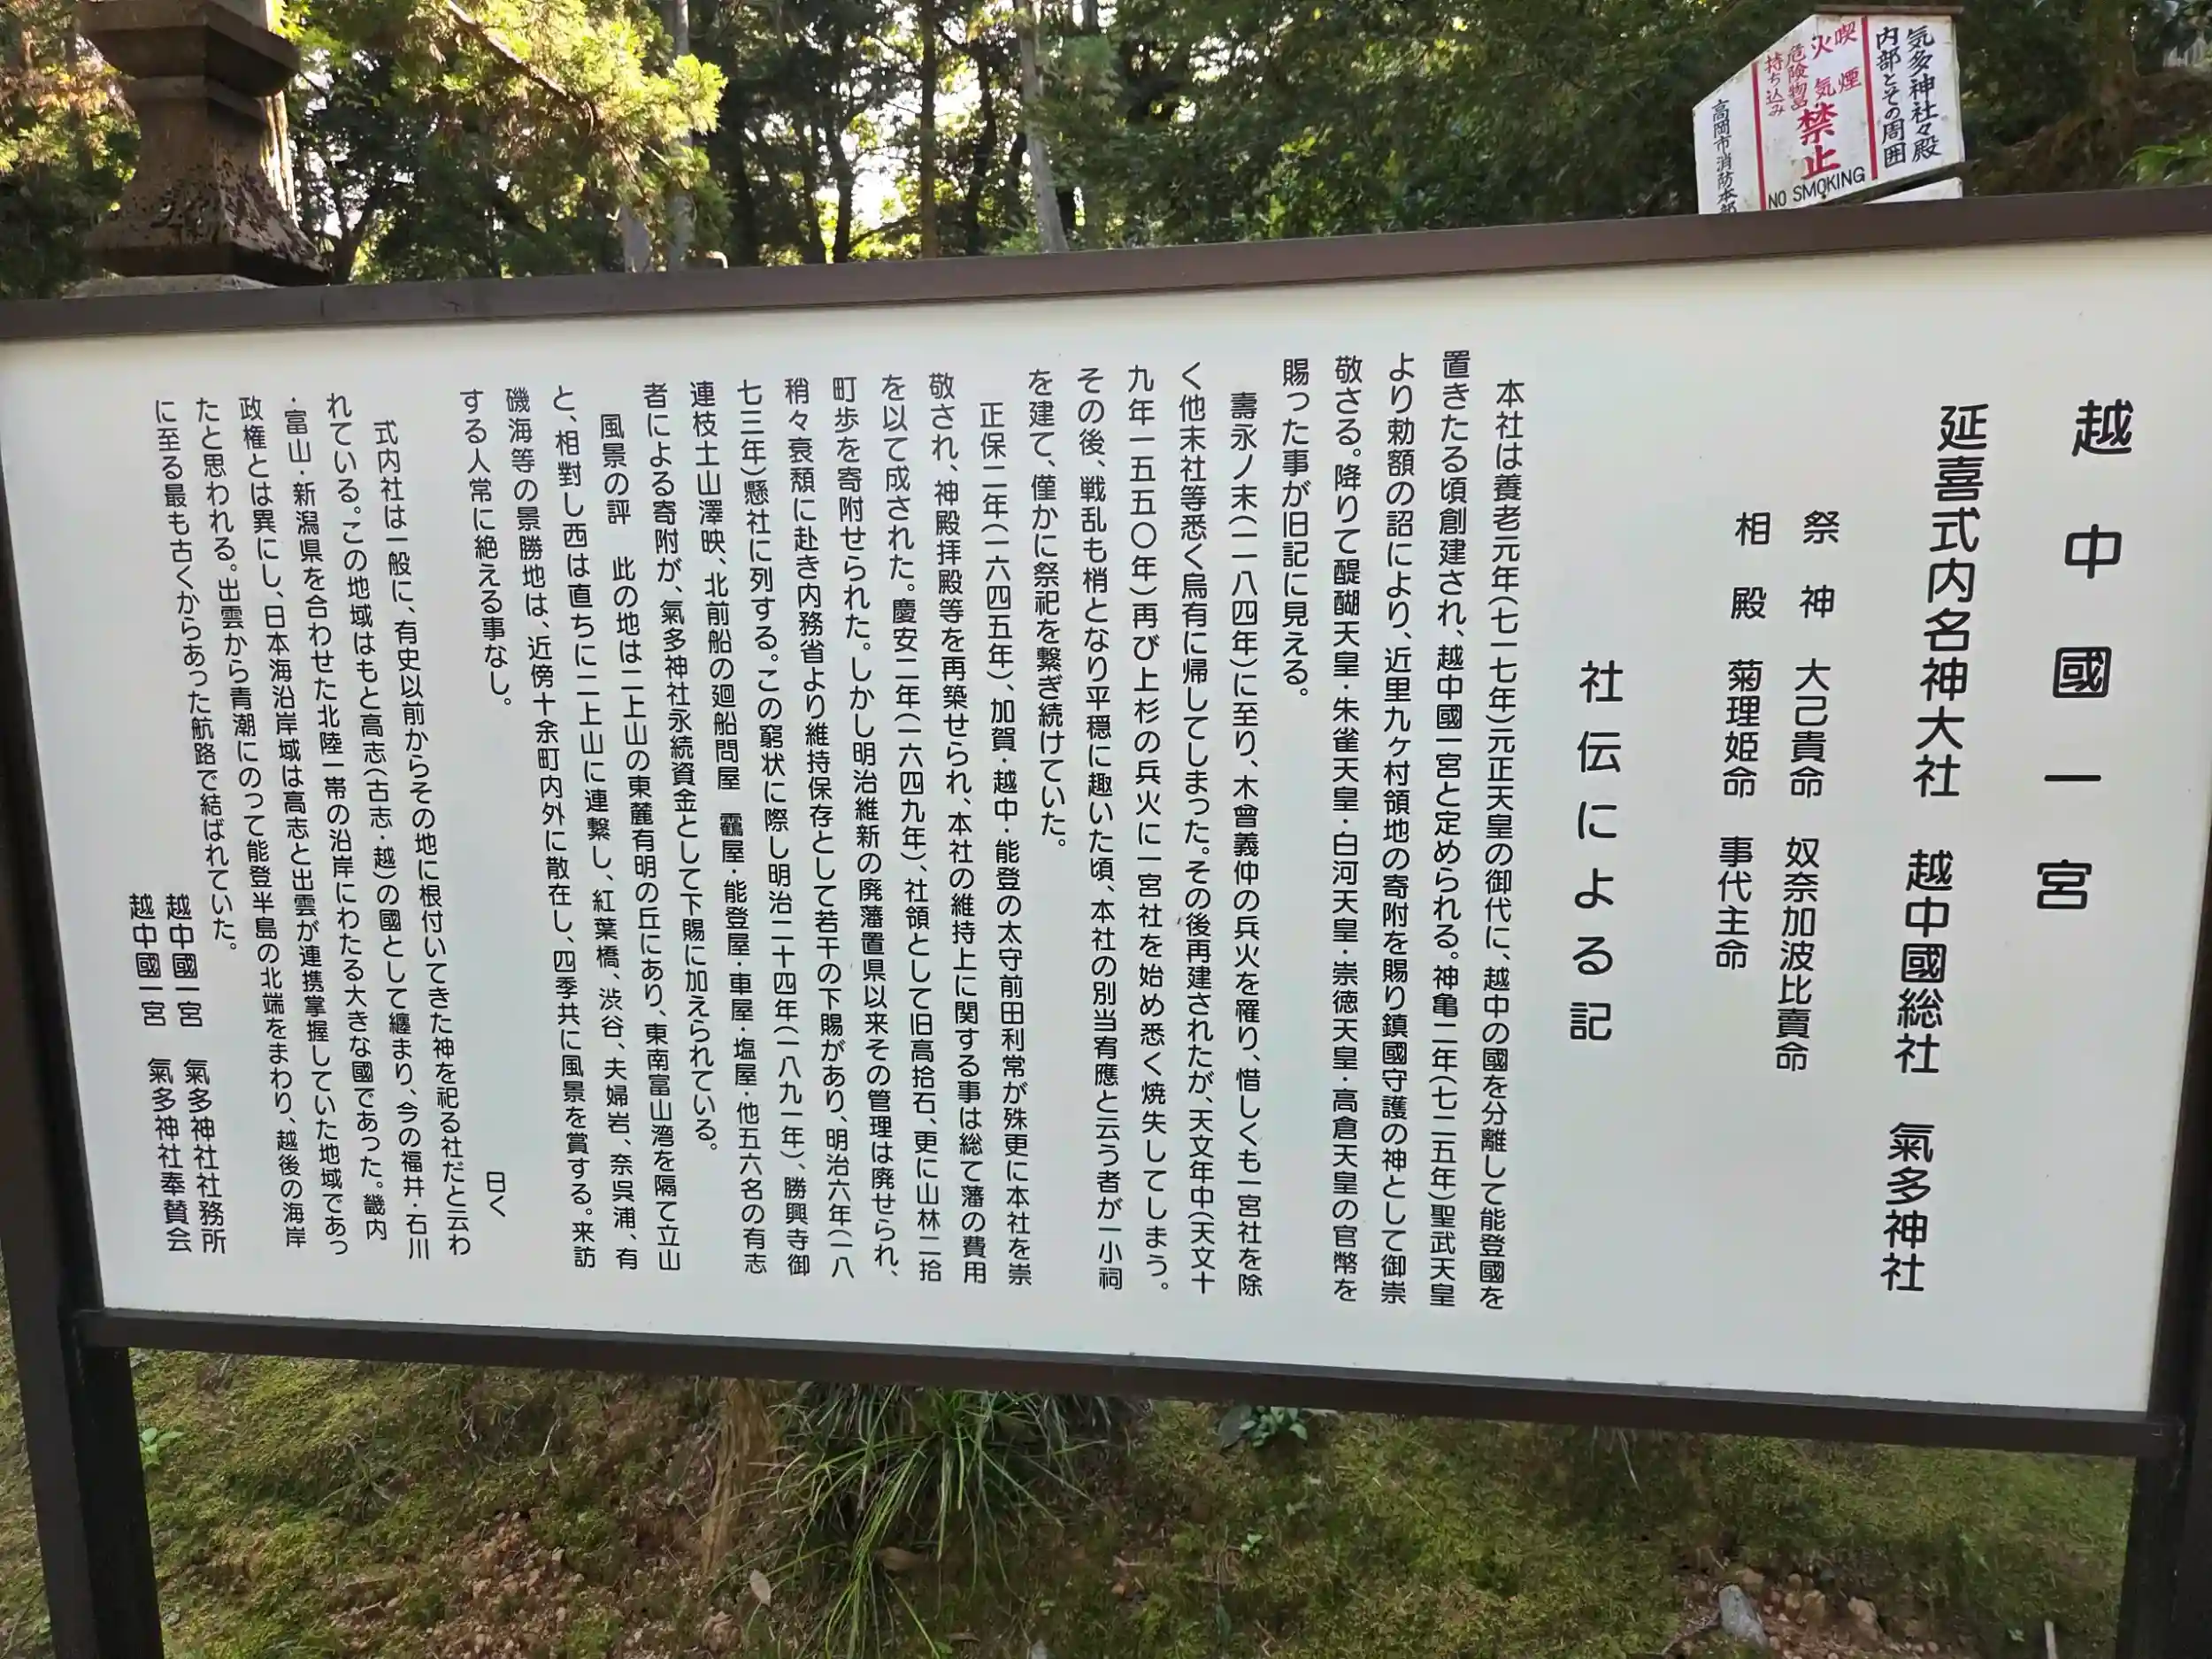 気多神社々殿
内部とその周囲
喫煙
火気
禁止
危険物品
持ち込み
NO SMOKING
高岡市消防本部
越中國一宮
延喜式内名神大社　越中國総社　氣多神社
祭神　大己貴命　奴奈加波比賣命
相殿　菊理姫命　事代主命
社伝による記
本社は養老元年(七一七年)元正天皇の御代に、越中の國を分離して能登國を
置きたる頃創建され、越中國一宮と定められる。神亀二年(七二五年)聖武天皇
より勅額の詔により、近里九ヶ村領地の寄附を賜り鎮國守護の神として御崇
敬さる。降りて醍醐天皇・朱雀天皇・白河天皇・崇徳天皇・高倉天皇の官幣を
賜った事が旧記に見える。
壽永ノ末(一一八四年)に至り、木曾義仲の兵火を罹り、惜しくも一宮社を除
く他末社等悉く烏有に帰してしまった。その後再建されたが、天文年中(天文十
九年一五五〇年)再び上杉の兵火に一宮社を始め悉く焼失してしまう。
その後、戦乱も梢となり平穏に趣いた頃、本社の別当宥應と云う者が一小祠
を建て、僅かに祭祀を繋ぎ続けていた。
正保二年(一六四五年)、加賀・越中・能登の太守前田利常が殊更に本社を崇
敬され、神殿拝殿等を再築せられ、本社の維持上に関する事は総て藩の費用
を以て成された。慶安二年(一六四九年)、社領として旧高拾石、更に山林二拾
町歩を寄附せられた。しかし明治維新の廃藩置県以来その管理は廃せられ、
稍々衰頽に赴き内務省より維持保存として若干の下賜があり、明治六年(一八
七三年)懸社に列する。この窮状に際し明治二十四年(一八九一年)、勝興寺御
連枝土山澤映、北前船の廻船問屋　靏屋・能登屋・車屋・塩屋・他五六名の有志
者による寄附が、氣多神社永続資金として下賜に加えられている。
風景の評　此の地は二上山の東麓有明の丘にあり、東南富山湾を隔て立山
と、相對し西は直ちに二上山に連繋し、紅葉橋、渋谷、夫婦岩、奈呉浦、有
磯海等の景勝地は、近傍十余町内外に散在し、四季共に風景を賞する。来訪
する人常に絶える事なし。
曰く
式内社は一般に、有史以前からその地に根付いてきた神を祀る社だと云わ
れている。この地域はもと高志(古志・越)の國として纏まり、今の福井・石川
・富山・新潟県を合わせた北陸一帯の沿岸にわたる大きな國であった。畿内
政権とは異にし、日本海沿岸域は高志と出雲が連携掌握していた地域であっ
たと思われる。出雲から青潮にのって能登半島の北端をまわり、越後の海岸
に至る最も古くからあった航路で結ばれていた。
越中國一宮　氣多神社社務所
越中國一宮　氣多神社奉賛会